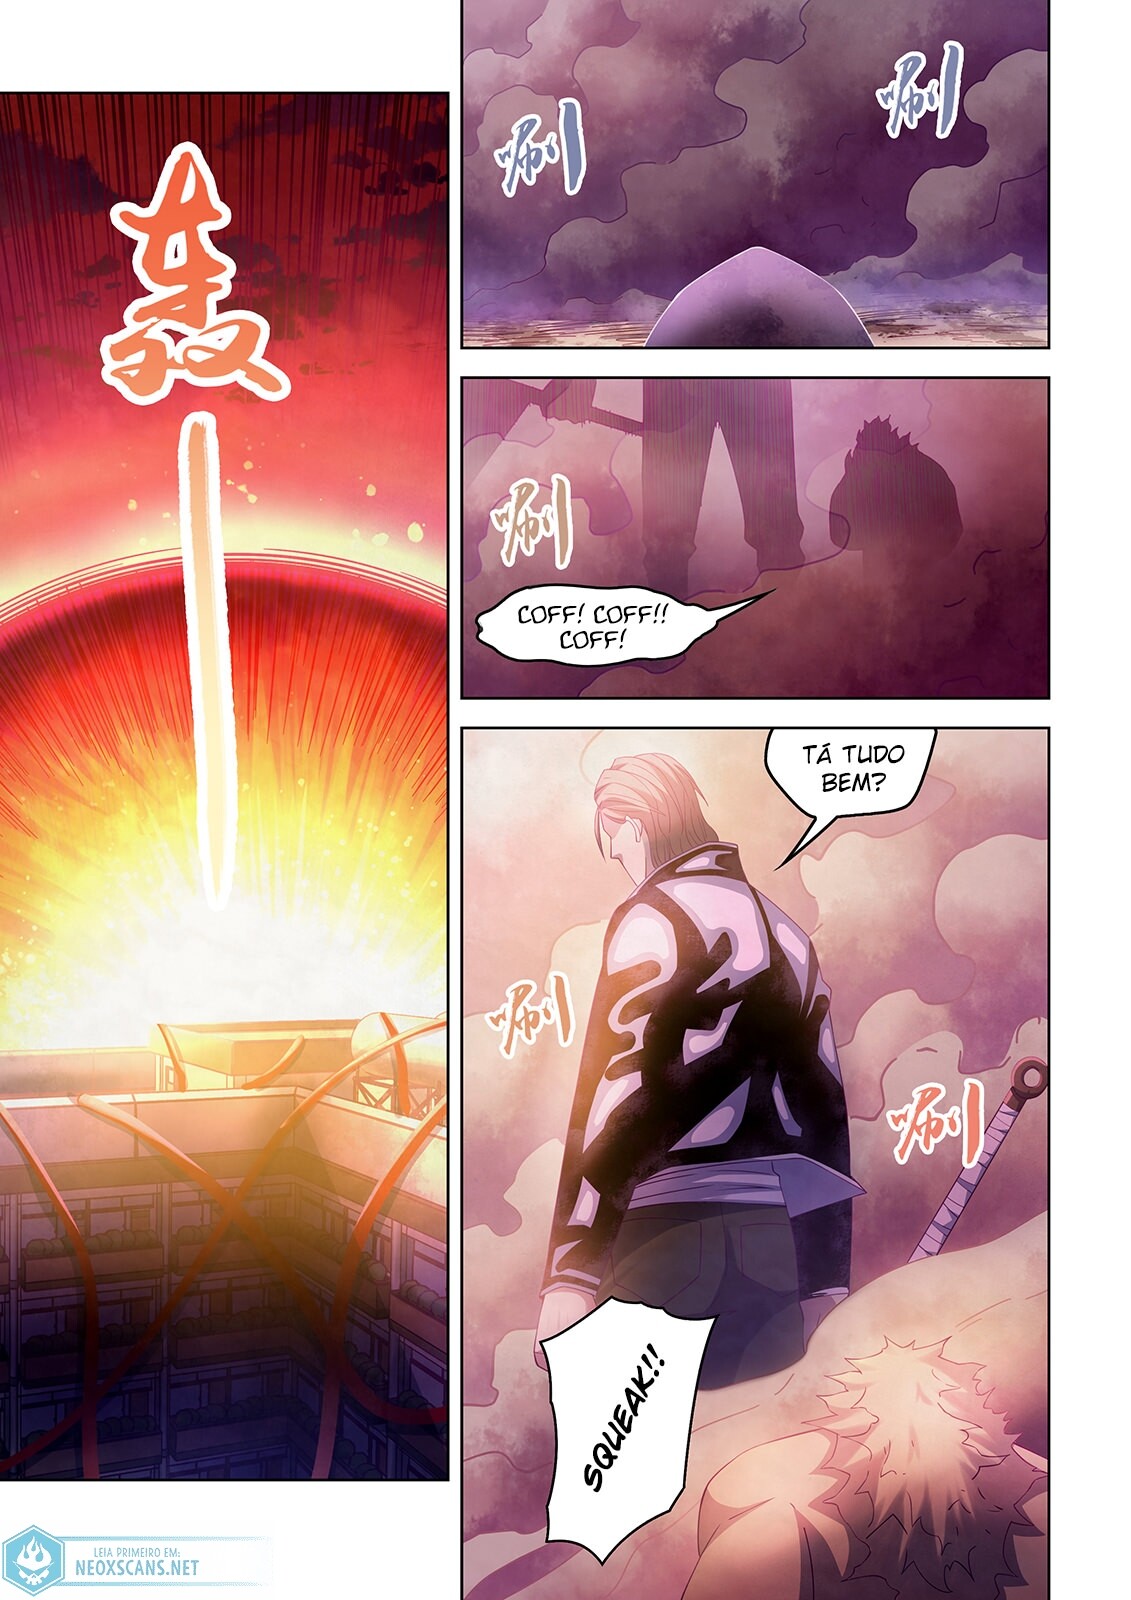 轰
唰
唰
唰
COFF! COFF!!
COFF!
TÁ TUDO
BEM?
唰
唰
SQUEAK!!
LEIA PRIMEIRO EM:
NEOXSCANS.NET